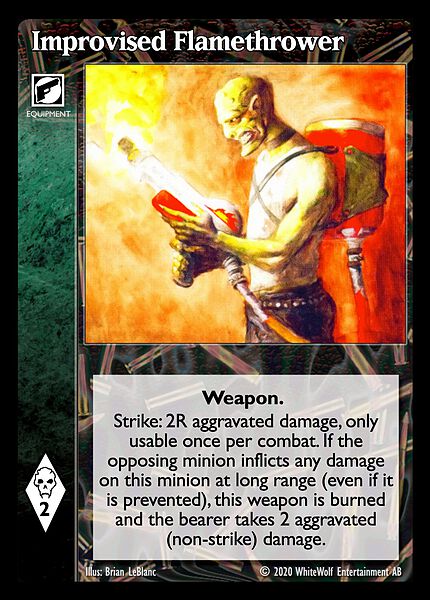 Improvised Flamethrower
EQUIPMENT
Weapon.
Strike: 2R aggravated damage, only
usable once per combat. If the
opposing minion inflicts any damage
on this minion at long range (even if it
is prevented), this weapon is burned
and the bearer takes 2 aggravated
(non-strike) damage.
2
Illus: Brian LeBlanc
© 2020 WhiteWolf Entertainment AB